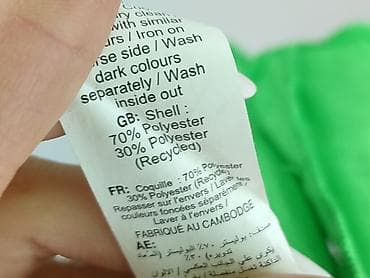 with similar
/ Iron on
side / Wash
dark colours
separately / Wash
inside out
GB: Shell :
70% Polyester
30% Polyester
(Recycled)
FR: Coquille : 70% Polyester
30% Polyester (Recyclé)
Repasser sur l'envers / Laver les
couleurs foncées séparément /
Laver à l'envers /
FABRIQUÉ AU CAMBODGE
AE: